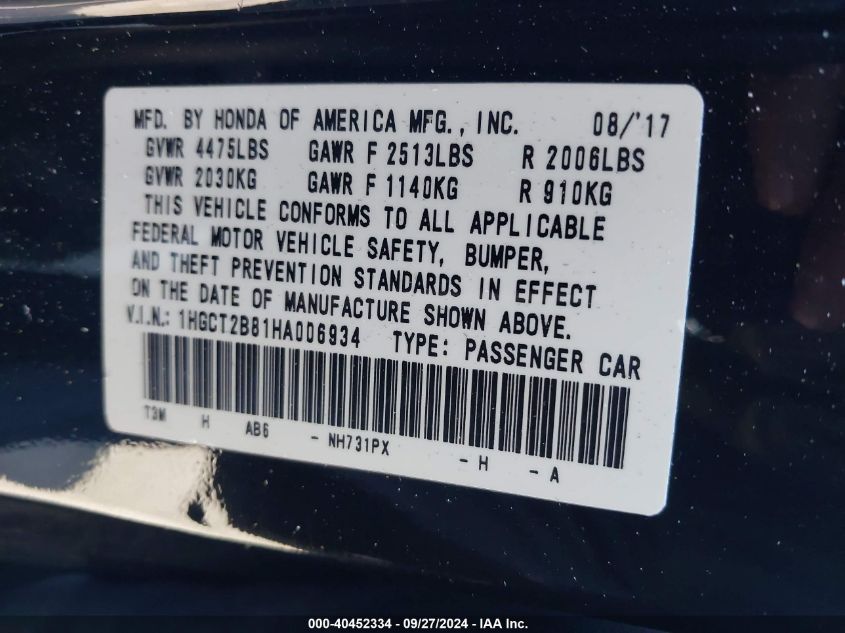 MFD. BY HONDA OF AMERICA MFG., INC. 08/'17
GVWR 4475LBS GAWR F 2513LBS R 2006LBS
GVWR 2030KG GAWR F 1140KG R 910KG
THIS VEHICLE CONFORMS TO ALL APPLICABLE
FEDERAL MOTOR VEHICLE SAFETY, BUMPER,
AND THEFT PREVENTION STANDARDS IN EFFECT
ON THE DATE OF MANUFACTURE SHOWN ABOVE.
V.I.N.: 1HGCT2B81HA006934 TYPE: PASSENGER CAR
T3M H AB6 - NH731PX - H - A
000-40452334 - 09/27/2024 - IAA Inc.